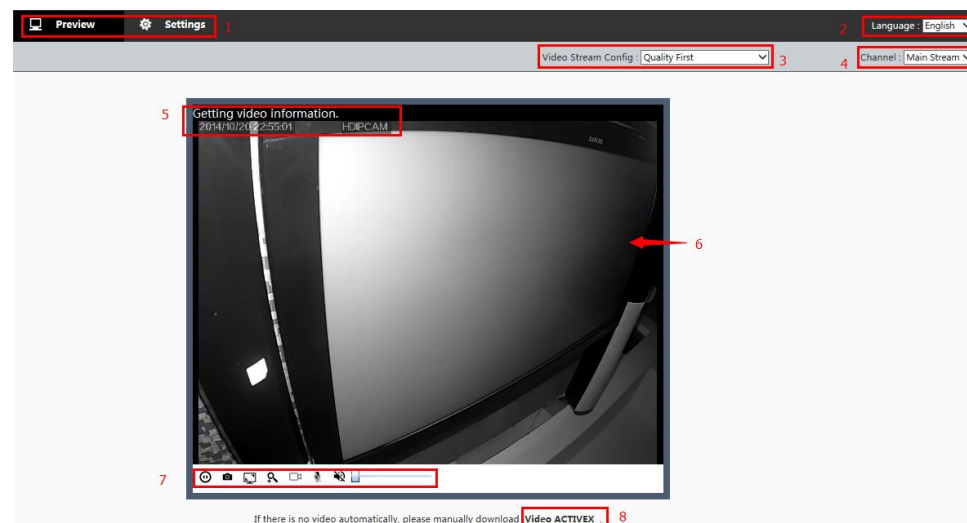 Preview Settings 1 2 Language : English
Video Stream Config : Quality First 3 4 Channel : Main Stream
5 Getting video information.
2014/10/20 22:55:01 HDIPCAM
SONY
6
7
If there is no video automatically, please manually download Video ACTIVEX . 8